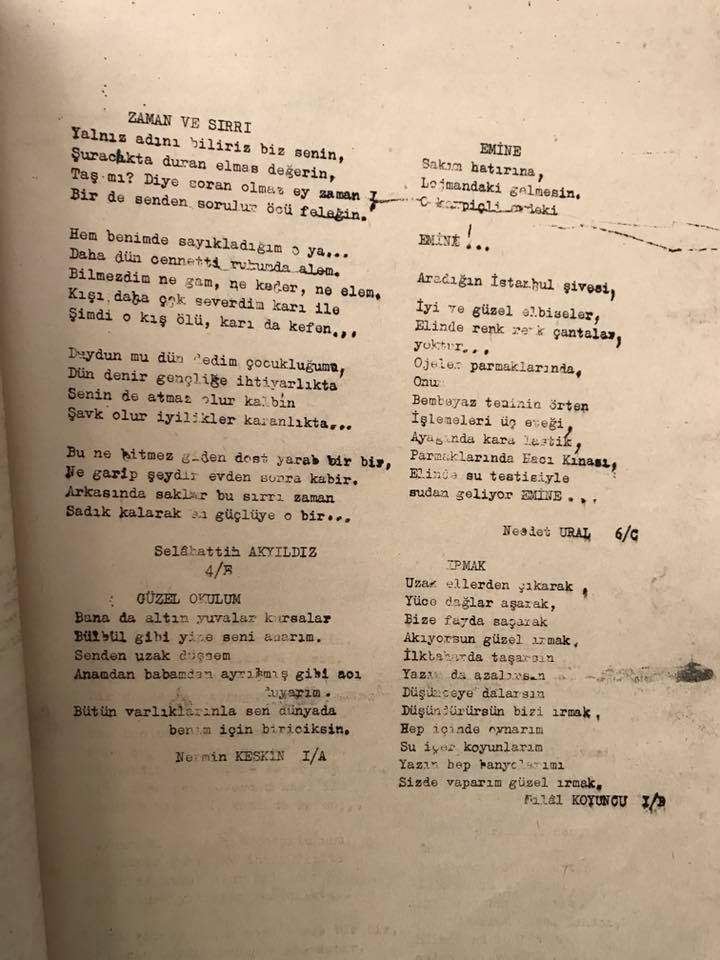 ZAMAN VE SIRRI
Yalnız adını biliriz biz senin,
Şuracıkta duran elmas değerin,
Taş mı? Diye soran olmaz ey zaman
Bir de senden sorulur öcü feleğin.
Hem benimde sayıkladığım o ya...
Daha dün cennetti ruhumda alem.
Bilmezdim ne gam, ne keder, ne elem.
Kışı daha çok severdim karı ile
Şimdi o kış ölü, karı da kefen...
Duydun mu dün dedim çocukluğuma,
Dün denir gençliğe ihtiyarlıkta
Senin de atmaz olur kalbin
Şavk olur iyilikler karanlıkta...
Bu ne bitmez giden dost yarab bir bir,
Ne garip şeydir evden sonra kabir.
Arkasında saklar bu sırrı zaman
Sadık kalarak en güçlüye o bir...
Selâhattin AKYILDIZ
4/E
GÜZEL OKULUM
Bana da altın yuvalar kursalar
Bülbül gibi yine seni anarım.
Senden uzak düşsem
Anamdan babamdan ayrılmış gibi acı
duyarım.
Bütün varlıklarınla sen dünyada
benim için biriciksin.
Nermin KESKİN I/A
EMİNE
Sakın hatırına,
Lojmandaki gelmesin.
O kerpiçli evdeki
EMİNE!..
Aradığın İstanbul şivesi,
İyi ve güzel elbiseler,
Elinde renk renk çantalar,
yoktur...
Ojeler parmaklarında,
Onun
Bembeyaz teninin örten
İşlemeleri üç eteği,
Ayağında kara lastik,
Parmaklarında Hacı Kınası,
Elinde su testisiyle
sudan geliyor EMİNE...
Necdet URAL 6/C
IRMAK
Uzak ellerden çıkarak,
Yüce dağlar aşarak,
Bize fayda saçarak
Akıyorsun güzel ırmak,
İlkbaharda taşarsın
Yazın da azalırsın
Düşünceye dalarsın
Düşündürürsün bizi ırmak,
Hep içinde oynarım
Su içer koyunlarım
Yazın hep banyolarımı
Sizde yaparım güzel ırmak.
Bilâl KOYUNCU I/B